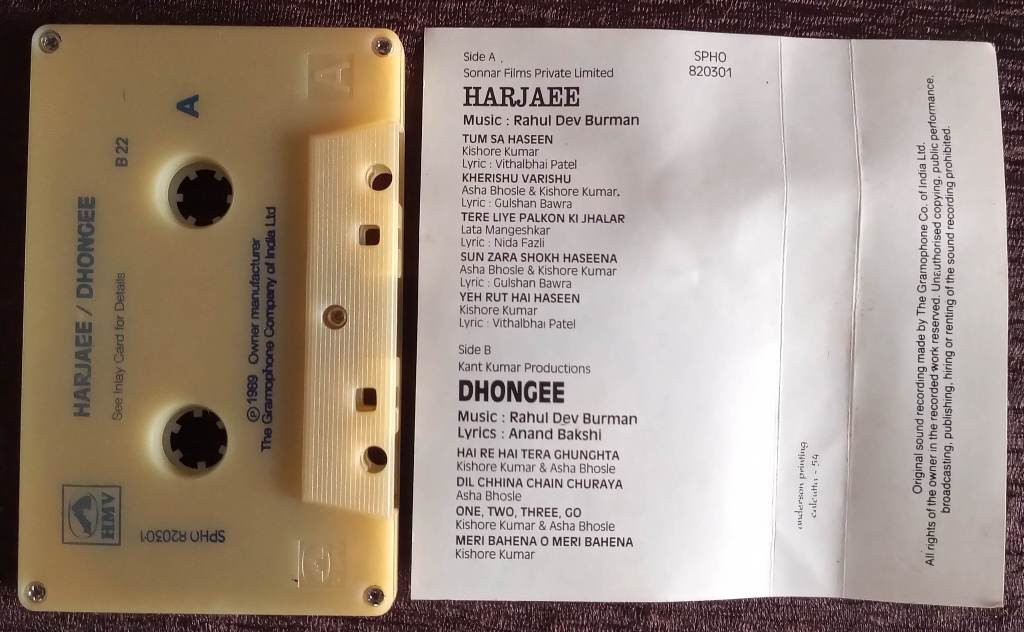 A
A
B 22
HARJAEE / DHONGEE
See Inlay Card for Details
℗ 1989 Owner manufacturer
The Gramophone Company of India Ltd
HMV
SPHO 820301
Side A
Sonnar Films Private Limited
SPHO
820301
HARJAEE
Music : Rahul Dev Burman
TUM SA HASEEN
Kishore Kumar
Lyric : Vithalbhai Patel
KHERISHU VARISHU
Asha Bhosle & Kishore Kumar.
Lyric : Gulshan Bawra
TERE LIYE PALKON KI JHALAR
Lata Mangeshkar
Lyric : Nida Fazli
SUN ZARA SHOKH HASEENA
Asha Bhosle & Kishore Kumar
Lyric : Gulshan Bawra
YEH RUT HAI HASEEN
Kishore Kumar
Lyric : Vithalbhai Patel
Side B
Kant Kumar Productions
DHONGEE
Music : Rahul Dev Burman
Lyrics : Anand Bakshi
HAI RE HAI TERA GHUNGHTA
Kishore Kumar & Asha Bhosle
DIL CHHINA CHAIN CHURAYA
Asha Bhosle
ONE, TWO, THREE, GO
Kishore Kumar & Asha Bhosle
MERI BAHENA O MERI BAHENA
Kishore Kumar
anderson printing
calcutta - 54
Original sound recording made by The Gramophone Co. of India Ltd.
All rights of the owner in the recorded work reserved. Unauthorised copying, public performance,
broadcasting, publishing, hiring or renting of the sound recording prohibited.